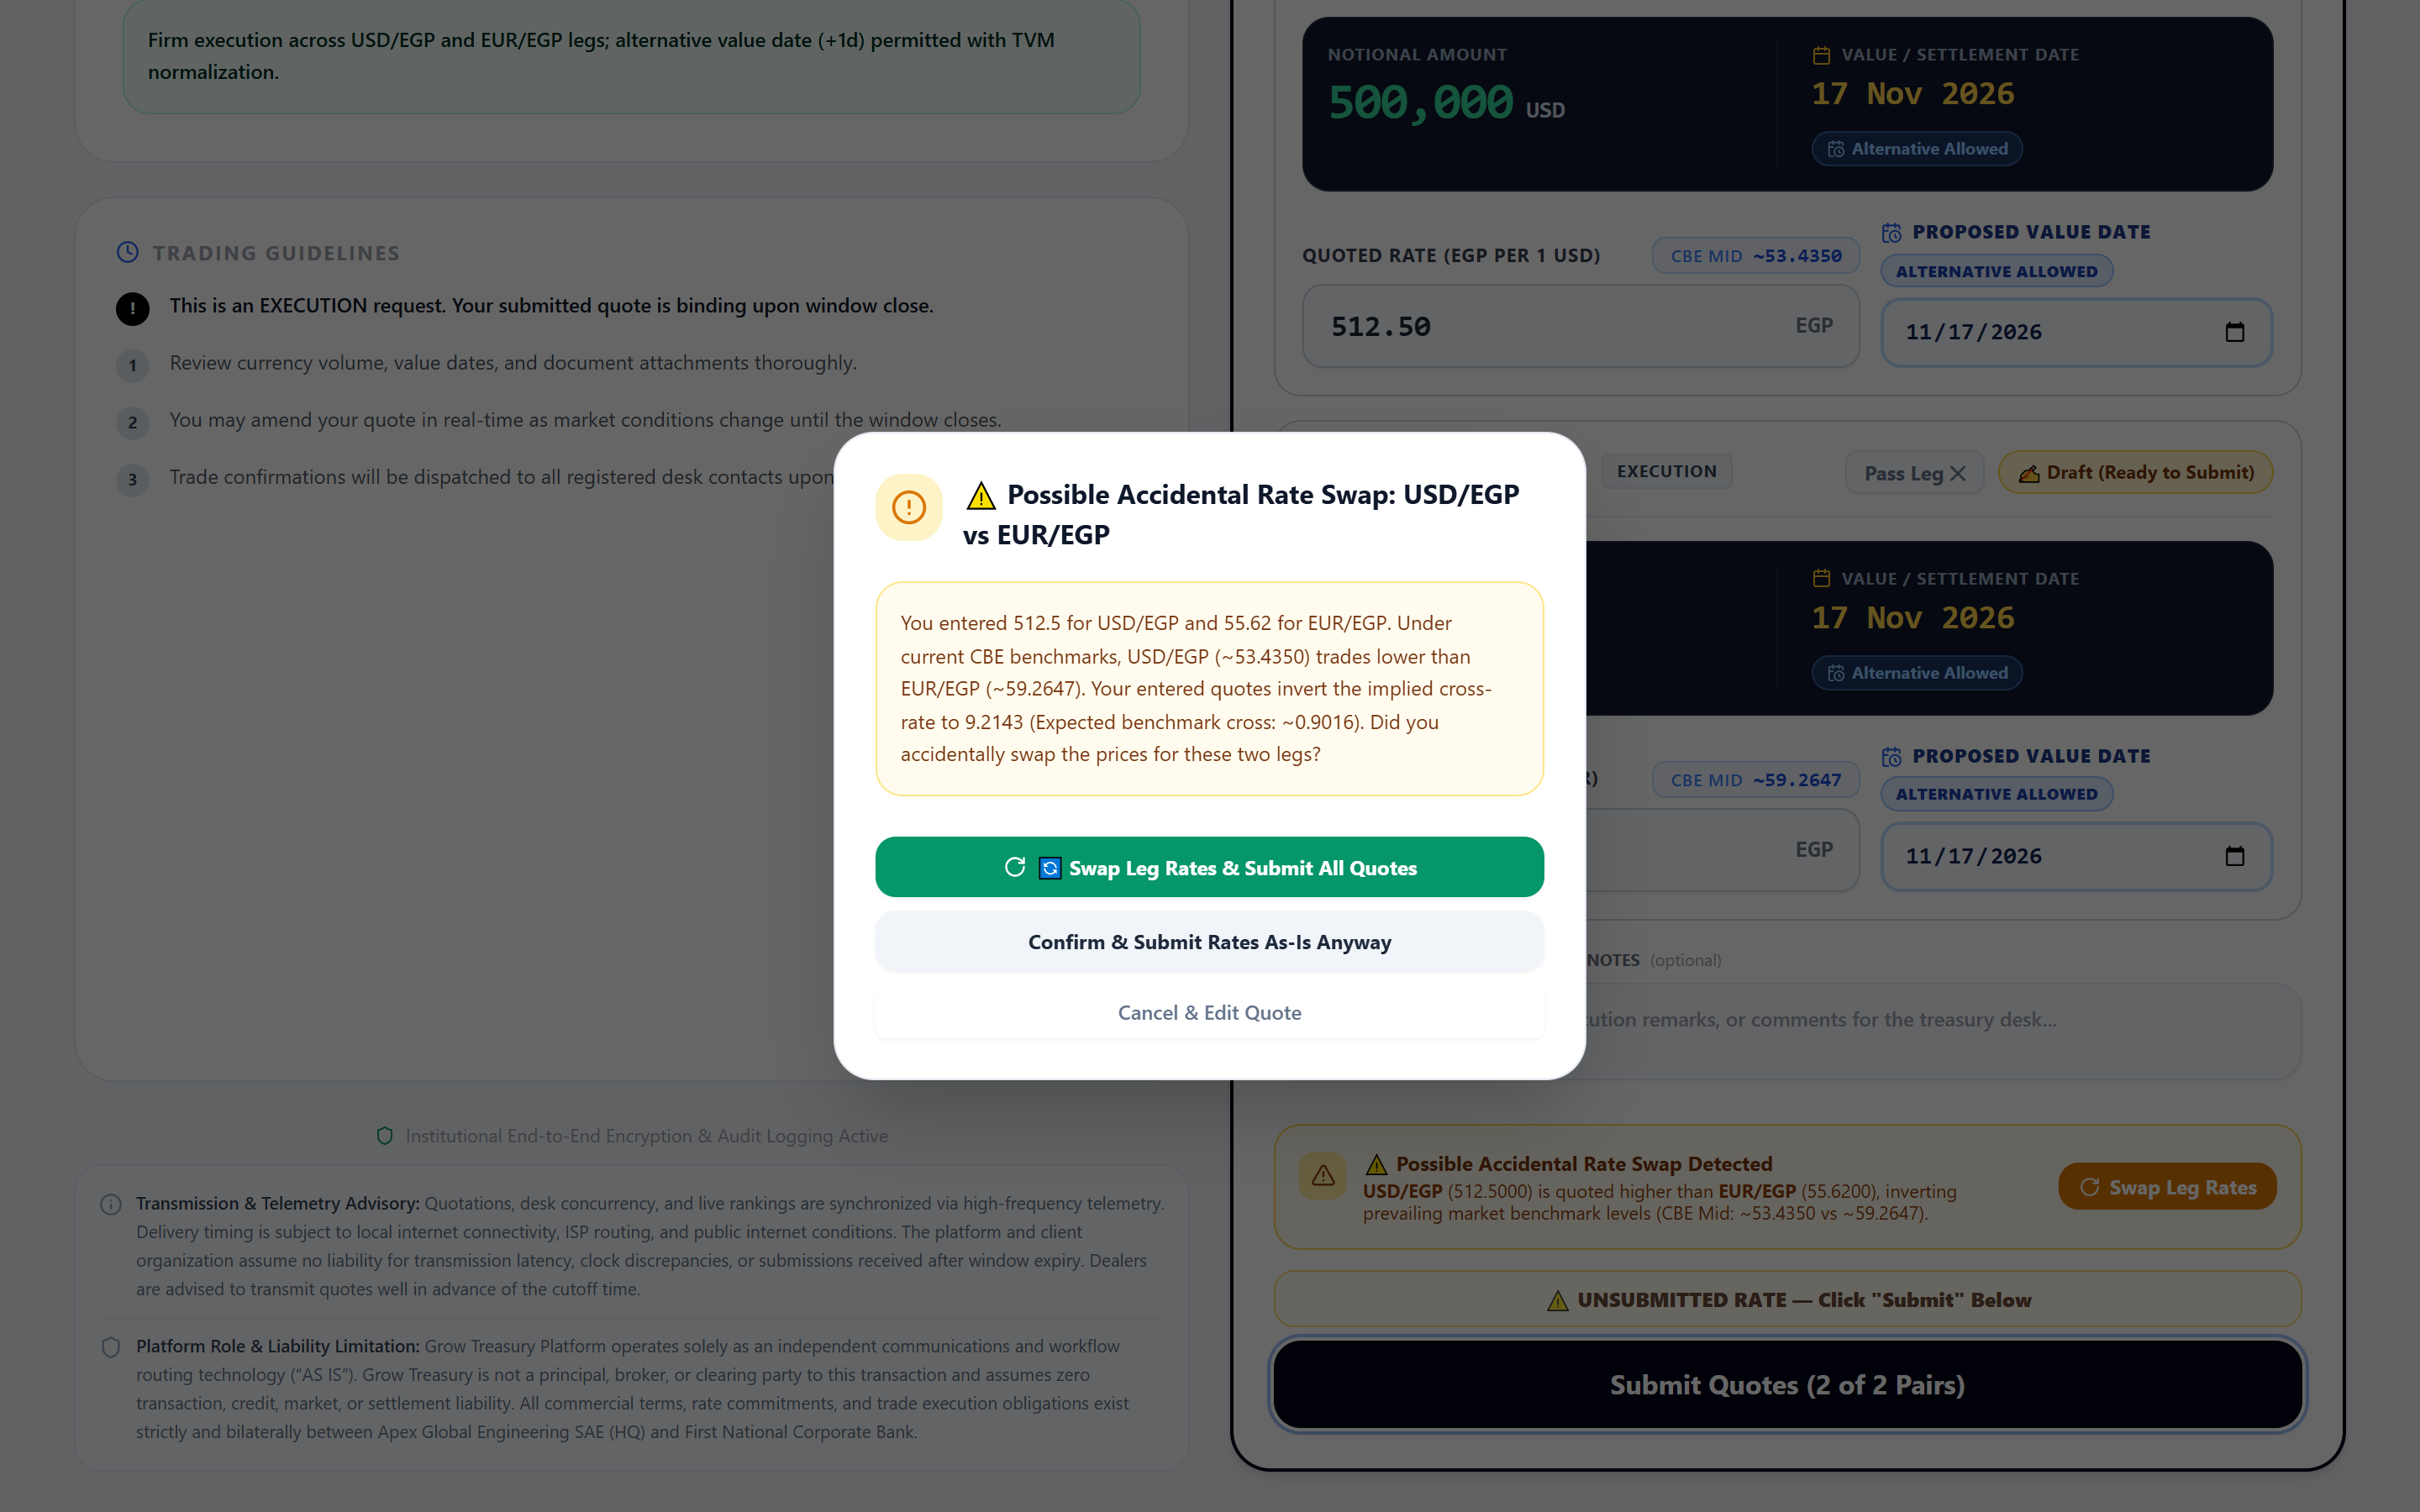 Firm execution across USD/EGP and EUR/EGP legs; alternative value date (+1d) permitted with TVM
normalization.
TRADING GUIDELINES
! This is an EXECUTION request. Your submitted quote is binding upon window close.
1 Review currency volume, value dates, and document attachments thoroughly.
2 You may amend your quote in real-time as market conditions change until the window closes.
3 Trade confirmations will be dispatched to all registered desk contacts upon
Institutional End-to-End Encryption & Audit Logging Active
Transmission & Telemetry Advisory: Quotations, desk concurrency, and live rankings are synchronized via high-frequency telemetry.
Delivery timing is subject to local internet connectivity, ISP routing, and public internet conditions. The platform and client
organization assume no liability for transmission latency, clock discrepancies, or submissions received after window expiry. Dealers
are advised to transmit quotes well in advance of the cutoff time.
Platform Role & Liability Limitation: Grow Treasury Platform operates solely as an independent communications and workflow
routing technology (“AS IS”). Grow Treasury is not a principal, broker, or clearing party to this transaction and assumes zero
transaction, credit, market, or settlement liability. All commercial terms, rate commitments, and trade execution obligations exist
strictly and bilaterally between Apex Global Engineering SAE (HQ) and First National Corporate Bank.
⚠️ Possible Accidental Rate Swap: USD/EGP
vs EUR/EGP
You entered 512.5 for USD/EGP and 55.62 for EUR/EGP. Under
current CBE benchmarks, USD/EGP (~53.4350) trades lower than
EUR/EGP (~59.2647). Your entered quotes invert the implied cross-
rate to 9.2143 (Expected benchmark cross: ~0.9016). Did you
accidentally swap the prices for these two legs?
🔄 Swap Leg Rates & Submit All Quotes
Confirm & Submit Rates As-Is Anyway
Cancel & Edit Quote
NOTIONAL AMOUNT
500,000 USD
VALUE / SETTLEMENT DATE
17 Nov 2026
Alternative Allowed
QUOTED RATE (EGP PER 1 USD)
CBE MID ~53.4350
512.50 EGP
PROPOSED VALUE DATE
ALTERNATIVE ALLOWED
11/17/2026
EXECUTION
Pass Leg
✍️ Draft (Ready to Submit)
VALUE / SETTLEMENT DATE
17 Nov 2026
Alternative Allowed
CBE MID ~59.2647
EGP
PROPOSED VALUE DATE
ALTERNATIVE ALLOWED
11/17/2026
NOTES (optional)
remarks, or comments for the treasury desk...
⚠️ Possible Accidental Rate Swap Detected
USD/EGP (512.5000) is quoted higher than EUR/EGP (55.6200), inverting
prevailing market benchmark levels (CBE Mid: ~53.4350 vs ~59.2647).
Swap Leg Rates
⚠️ UNSUBMITTED RATE — Click "Submit" Below
Submit Quotes (2 of 2 Pairs)